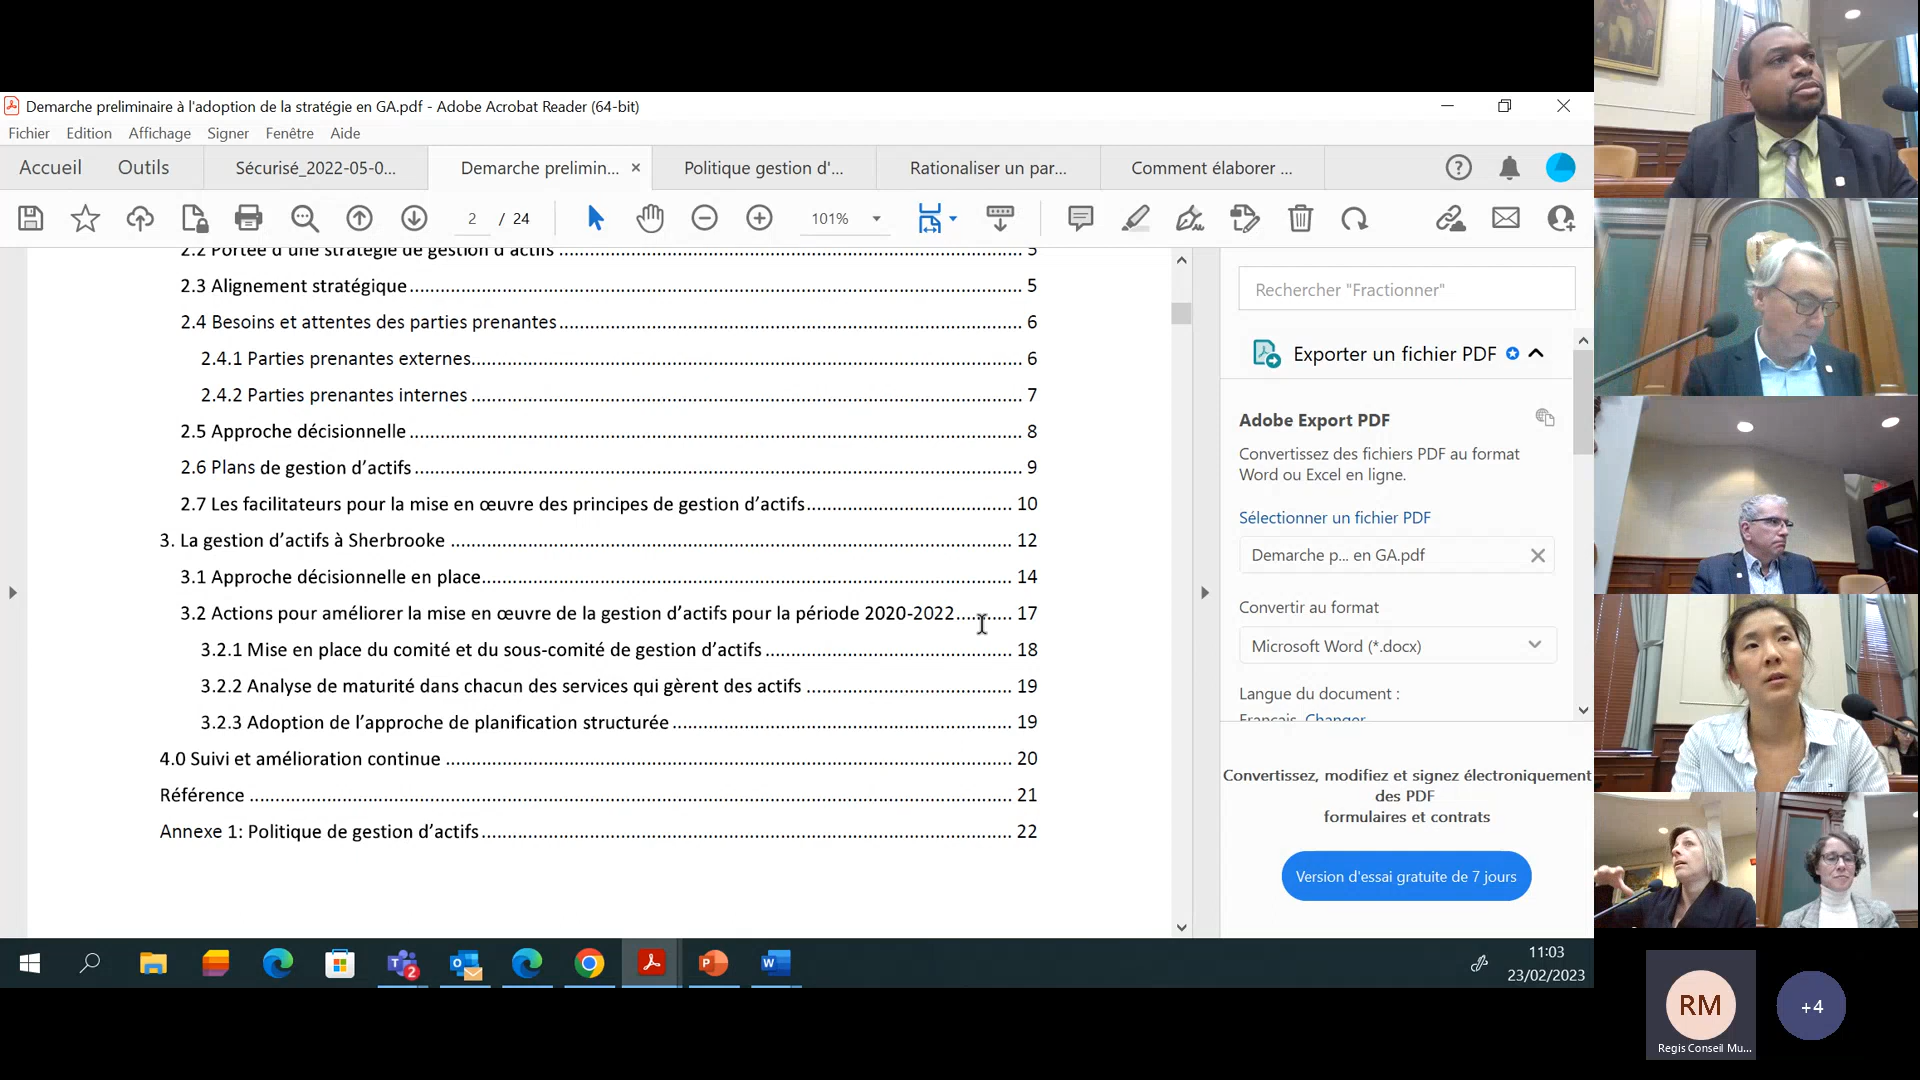 Demarche preliminaire à l'adoption de la stratégie en GA.pdf - Adobe Acrobat Reader (64-bit)
Fichier Edition Affichage Signer Fenêtre Aide
Accueil Outils Sécurisé_2022-05-0... Demarche prelimin... Politique gestion d'... Rationaliser un par... Comment élaborer ...
2 / 24 101%
2.2 Portée d'une stratégie de gestion d'actifs 5
2.3 Alignement stratégique 5
2.4 Besoins et attentes des parties prenantes 6
2.4.1 Parties prenantes externes 6
2.4.2 Parties prenantes internes 7
2.5 Approche décisionnelle 8
2.6 Plans de gestion d’actifs 9
2.7 Les facilitateurs pour la mise en œuvre des principes de gestion d’actifs 10
3. La gestion d’actifs à Sherbrooke 12
3.1 Approche décisionnelle en place 14
3.2 Actions pour améliorer la mise en œuvre de la gestion d’actifs pour la période 2020-2022 17
3.2.1 Mise en place du comité et du sous-comité de gestion d’actifs 18
3.2.2 Analyse de maturité dans chacun des services qui gèrent des actifs 19
3.2.3 Adoption de l’approche de planification structurée 19
4.0 Suivi et amélioration continue 20
Référence 21
Annexe 1: Politique de gestion d’actifs 22
Rechercher "Fractionner"
Exporter un fichier PDF
Adobe Export PDF
Convertissez des fichiers PDF au format
Word ou Excel en ligne.
Sélectionner un fichier PDF
Demarche p... en GA.pdf
Convertir au format
Microsoft Word (*.docx)
Langue du document :
Français Changer
Convertissez, modifiez et signez électroniquement
des PDF
formulaires et contrats
Version d'essai gratuite de 7 jours
2
11:03
23/02/2023
RM
Regis Conseil Mu...
+4